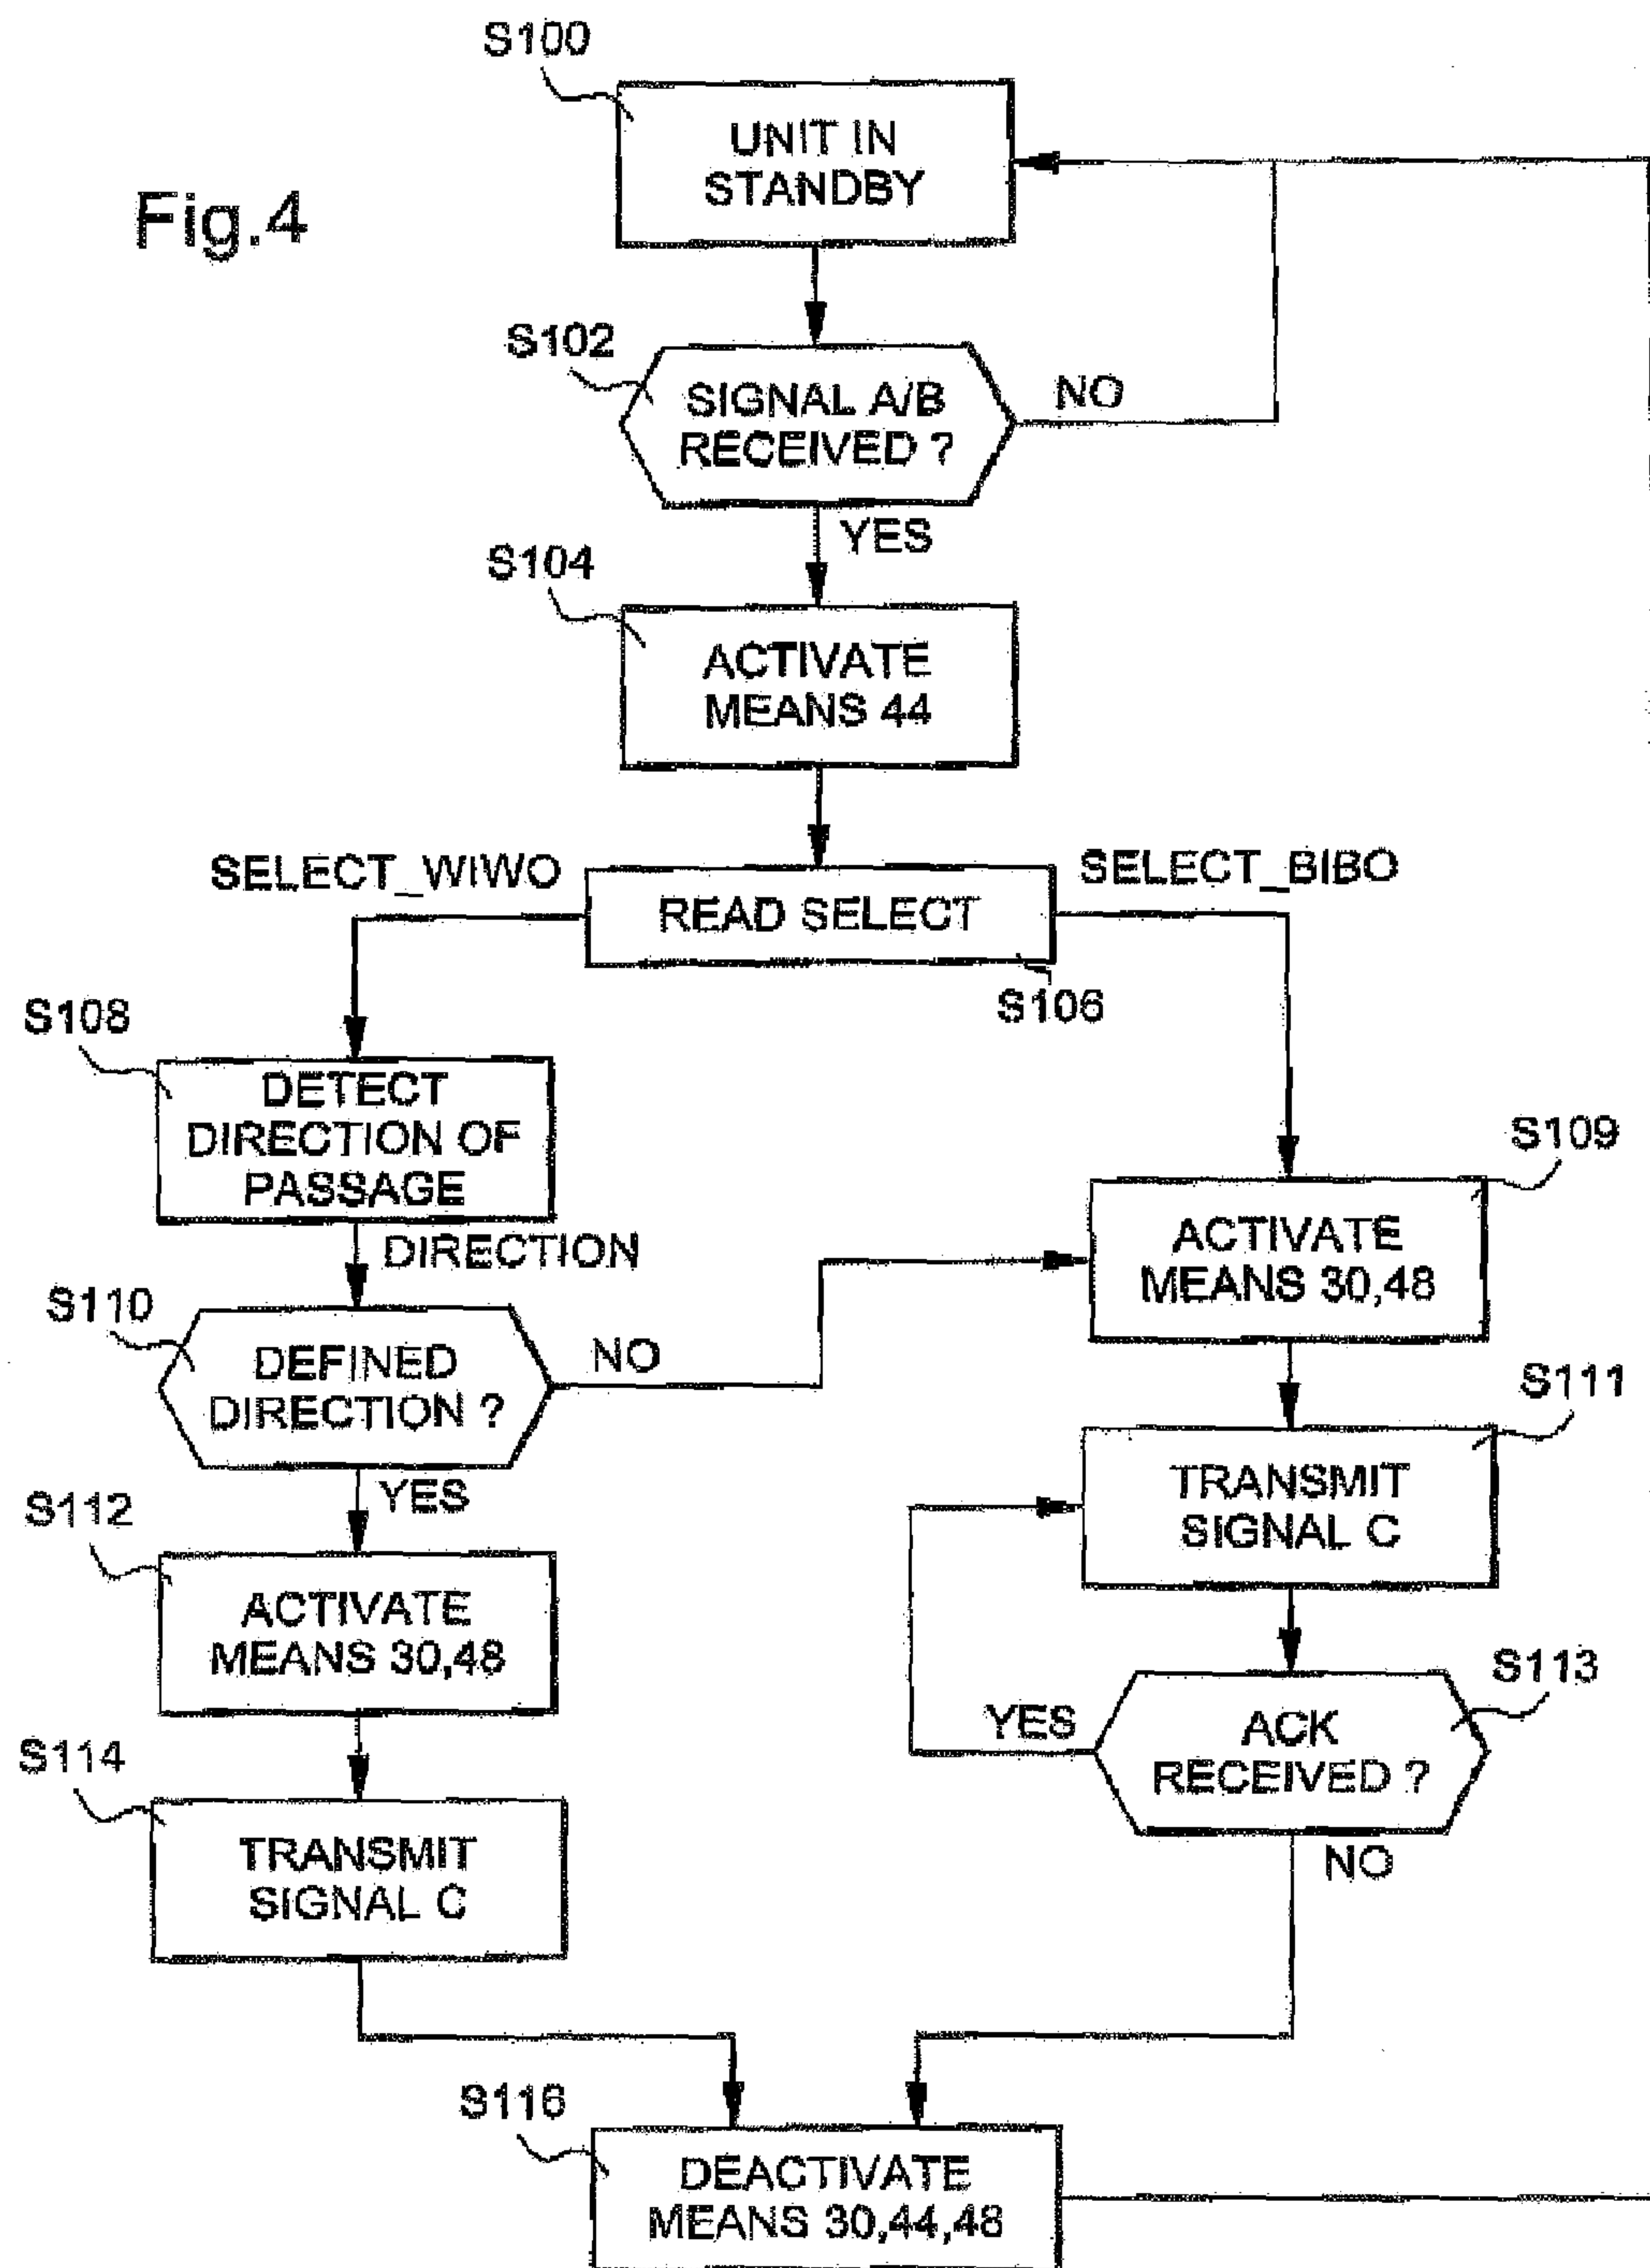 S100
UNIT IN
STANDBY
Fig.4
S102
SIGNAL A/B
RECEIVED ?
NO
YES
S104
ACTIVATE
MEANS 44
SELECT_WIWO
READ SELECT
SELECT_BIBO
S106
S108
DETECT
DIRECTION OF
PASSAGE
DIRECTION
S109
ACTIVATE
MEANS 30,48
S110
DEFINED
DIRECTION ?
NO
YES
S111
TRANSMIT
SIGNAL C
S112
ACTIVATE
MEANS 30,48
S113
ACK
RECEIVED ?
YES
NO
S114
TRANSMIT
SIGNAL C
S116
DEACTIVATE
MEANS 30,44,48